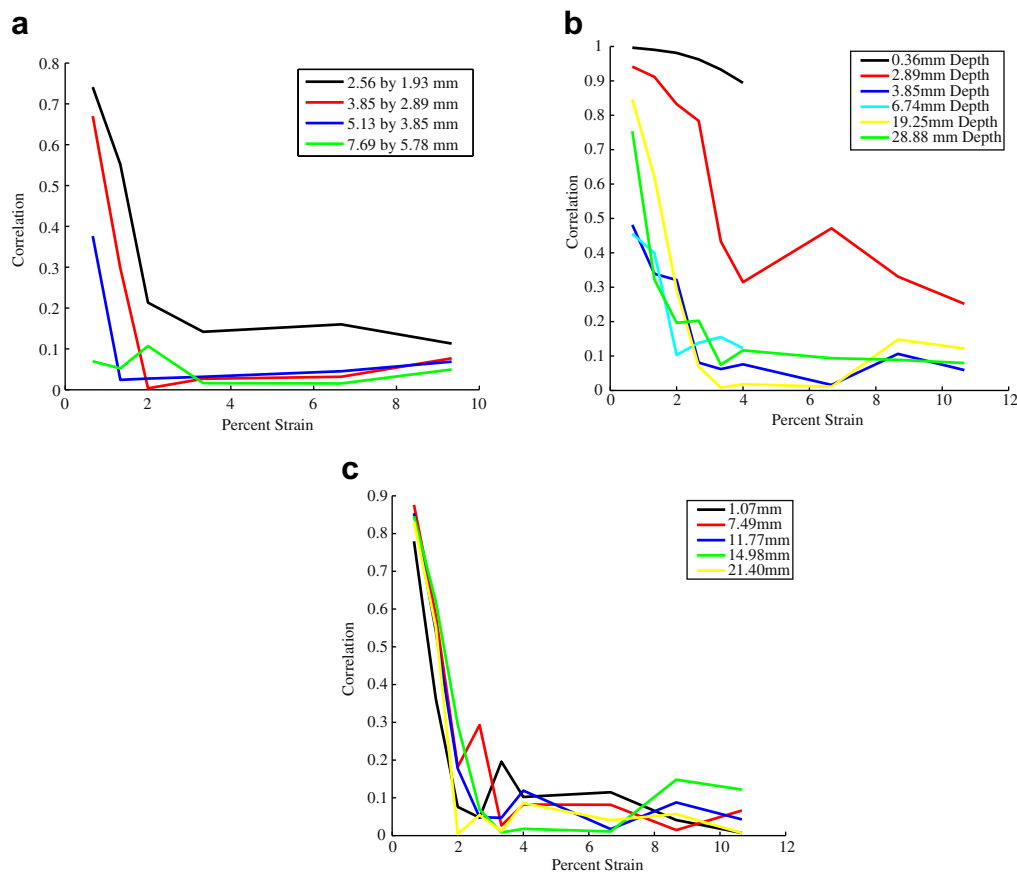 a
0.8
0.7
0.6
0.5
0.4
0.3
0.2
0.1
0
Correlation
0 2 4 6 8 10
Percent Strain
2.56 by 1.93 mm
3.85 by 2.89 mm
5.13 by 3.85 mm
7.69 by 5.78 mm
b
1
0.9
0.8
0.7
0.6
0.5
0.4
0.3
0.2
0.1
0
Correlation
0 2 4 6 8 10 12
Percent Strain
0.36mm Depth
2.89mm Depth
3.85mm Depth
6.74mm Depth
19.25mm Depth
28.88 mm Depth
c
0.9
0.8
0.7
0.6
0.5
0.4
0.3
0.2
0.1
0
Correlation
0 2 4 6 8 10 12
Percent Strain
1.07mm
7.49mm
11.77mm
14.98mm
21.40mm